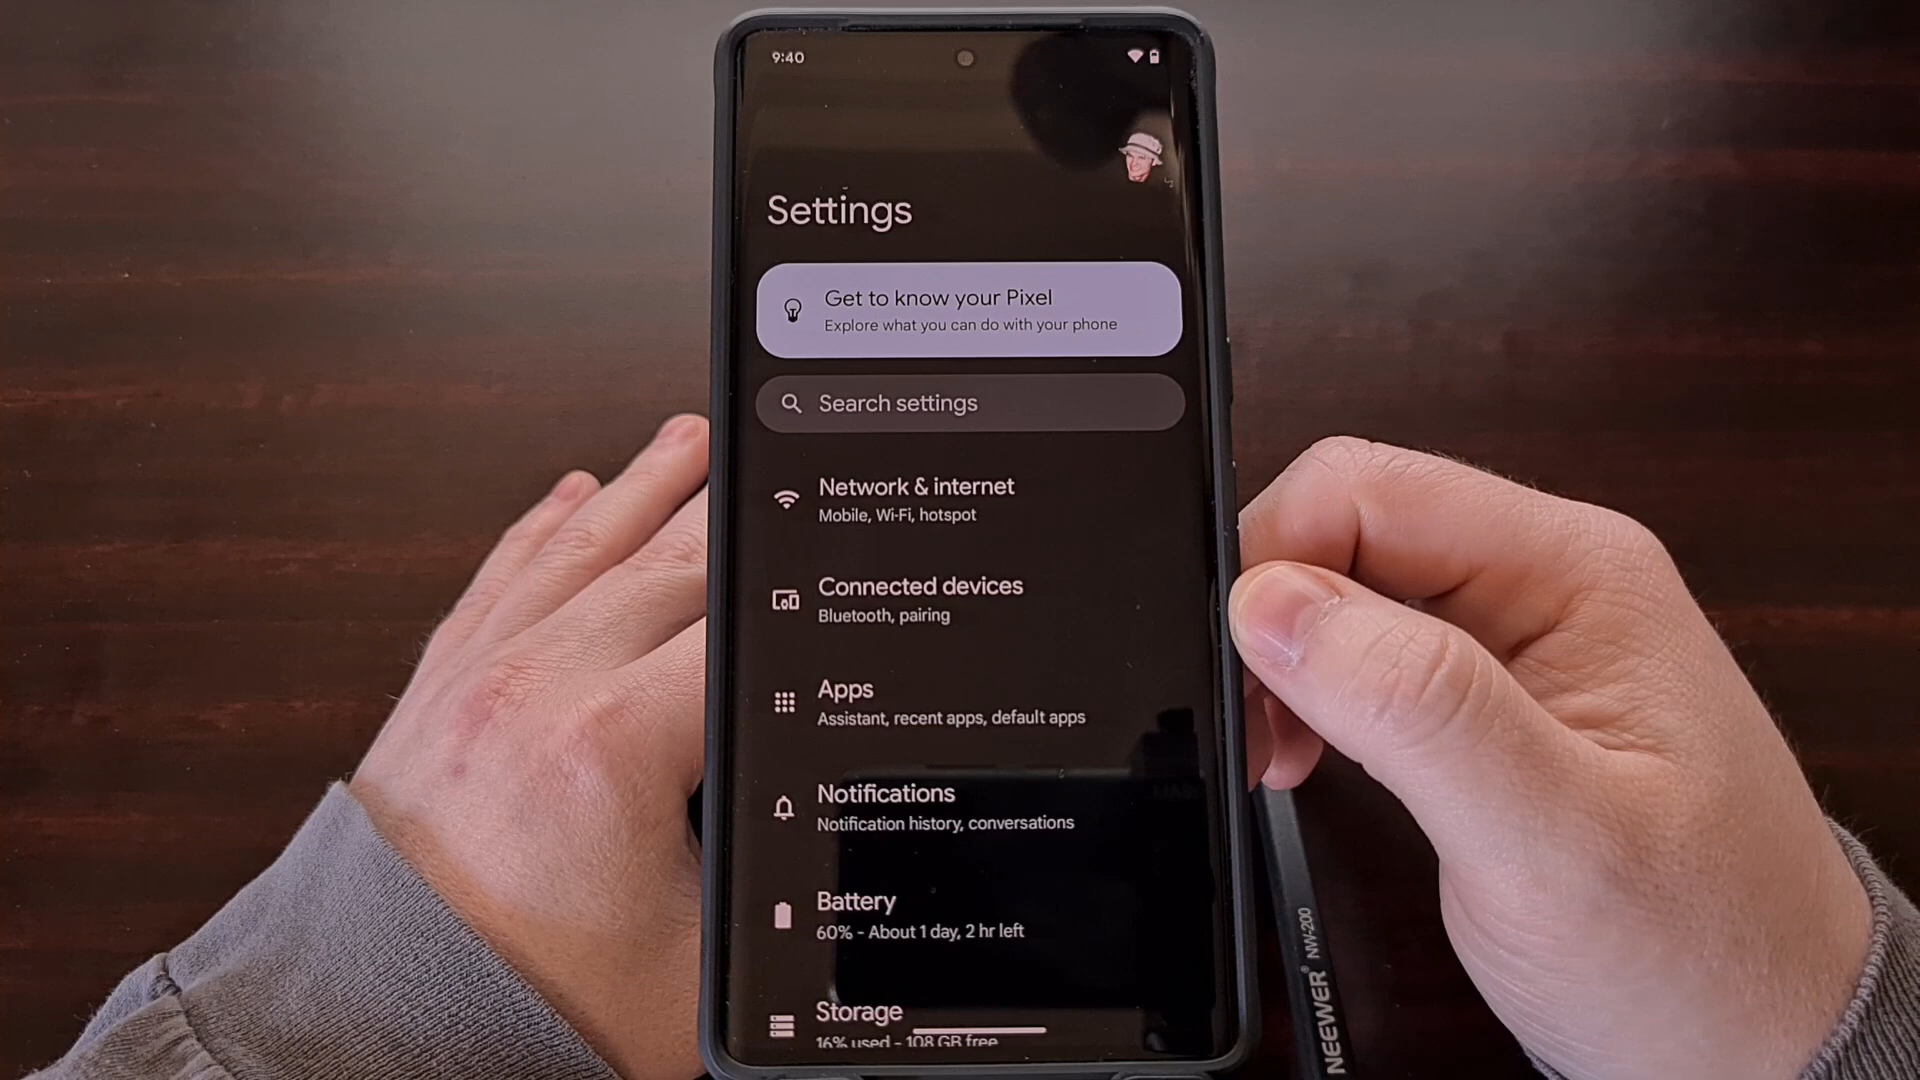 9:40
Settings
Get to know your Pixel
Explore what you can do with your phone
Search settings
Network & internet
Mobile, Wi-Fi, hotspot
Connected devices
Bluetooth, pairing
Apps
Assistant, recent apps, default apps
Notifications
Notification history, conversations
Battery
60% - About 1 day, 2 hr left
Storage
16% used - 108 GB free
NEEWER® NW-200